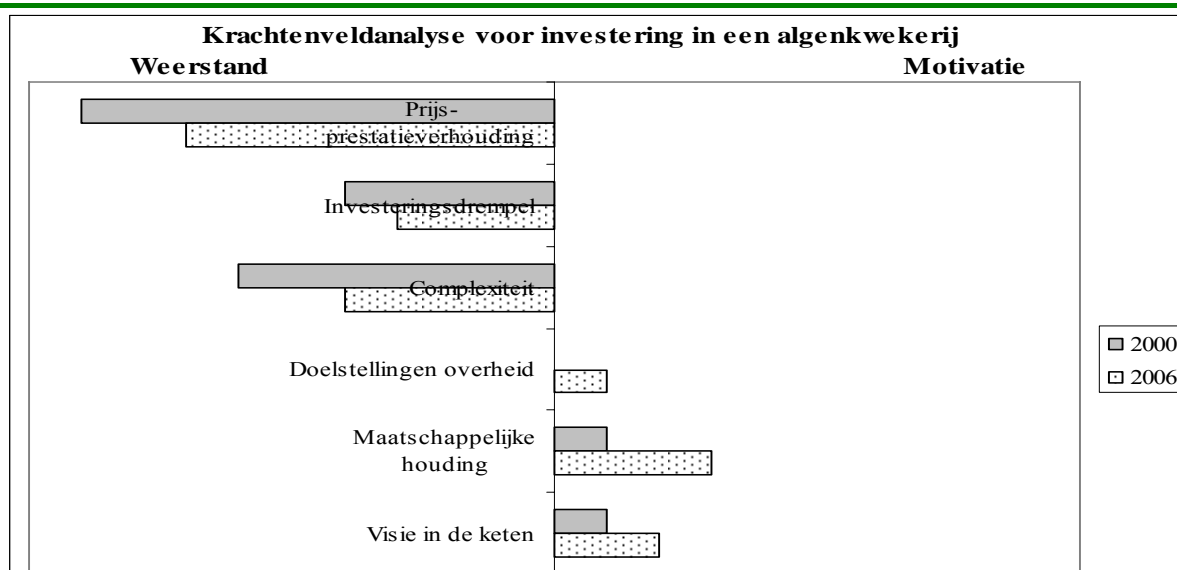 Krachtenveldanalyse voor investering in een algenkwekerij
Weerstand
Motivatie
Prijs-
prestatieverhouding
Investeringsdrempel
Complexiteit
Doelstellingen overheid
Maatschappelijke
houding
Visie in de keten
2000
2006